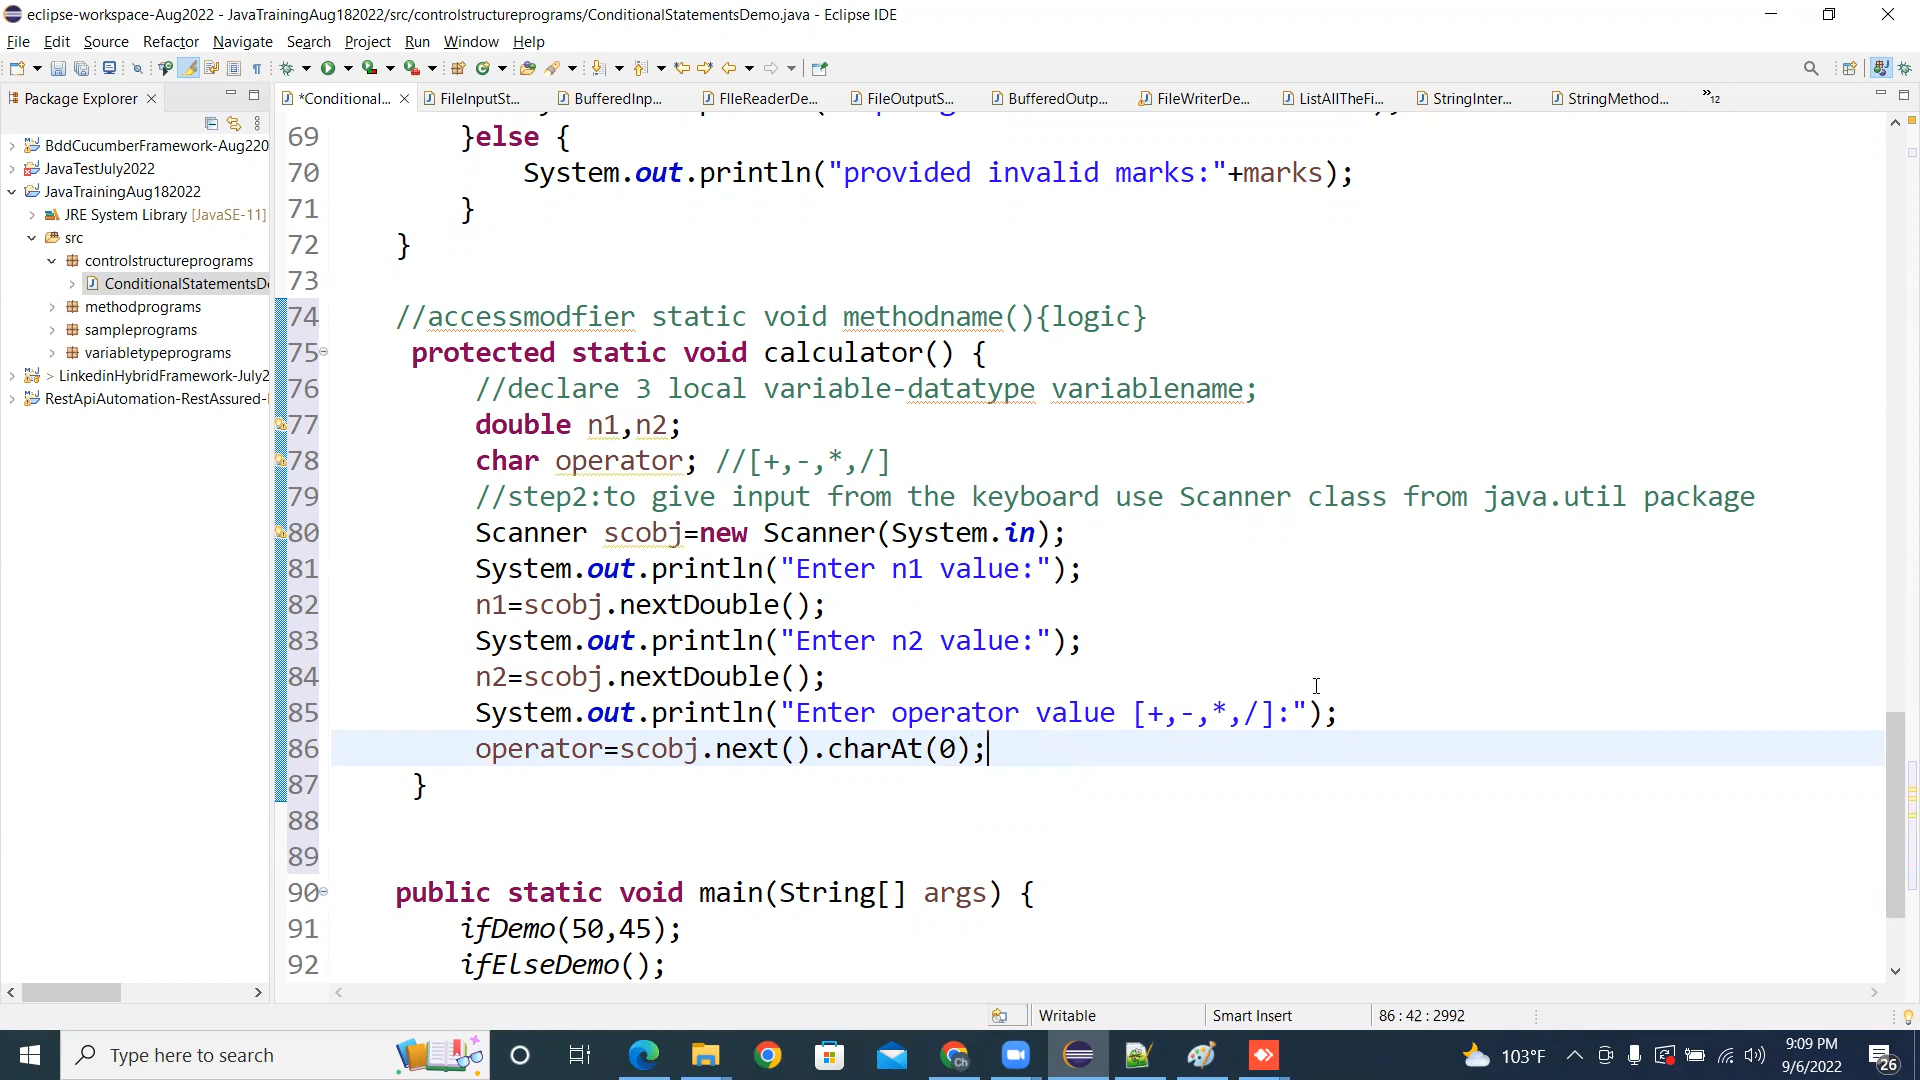 eclipse-workspace-Aug2022 - JavaTrainingAug182022/src/controlstructureprograms/ConditionalStatementsDemo.java - Eclipse IDE
File Edit Source Refactor Navigate Search Project Run Window Help
Package Explorer
*Conditional... FileInputSt... BufferedInp... FIleReaderDe... FileOutputS... BufferedOutp... FileWriterDe... ListAllTheFi... StringInter... StringMethod... »12
BddCucumberFramework-Aug220
JavaTestJuly2022
JavaTrainingAug182022
JRE System Library [JavaSE-11]
src
controlstructureprograms
ConditionalStatementsD
methodprograms
sampleprograms
variabletypeprograms
> LinkedinHybridFramework-July2
RestApiAutomation-RestAssured-
69 }else {
70 System.out.println("provided invalid marks:"+marks);
71 }
72 }
73
74 //accessmodfier static void methodname(){logic}
75 protected static void calculator() {
76 //declare 3 local variable-datatype variablename;
77 double n1,n2;
78 char operator; //[+,-,*,/]
79 //step2:to give input from the keyboard use Scanner class from java.util package
80 Scanner scobj=new Scanner(System.in);
81 System.out.println("Enter n1 value:");
82 n1=scobj.nextDouble();
83 System.out.println("Enter n2 value:");
84 n2=scobj.nextDouble();
85 System.out.println("Enter operator value [+,-,*,/]:");
86 operator=scobj.next().charAt(0);
87 }
88
89
90 public static void main(String[] args) {
91 ifDemo(50,45);
92 ifElseDemo();
Writable Smart Insert 86 : 42 : 2992
Type here to search
103°F
9:09 PM
9/6/2022
26